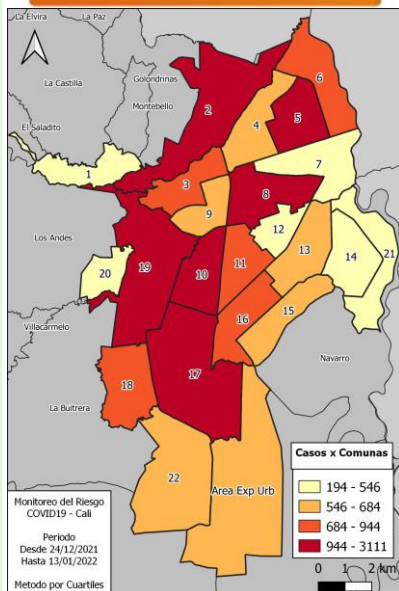 La Elvira
La Paz
La Castilla
Golondrinas
Montebello
El Saladito
Los Andes
Villacarmelo
La Buitrera
Navarro
6
2
4
5
1
3
7
8
9
12
13
14
21
20
19
10
11
15
16
17
18
22
Area Exp Urb
Monitoreo del Riesgo
COVID19 - Cali
Periodo
Desde 24/12/2021
Hasta 13/01/2022
Metodo por Cuartiles
Casos x Comunas
194 - 546
546 - 684
684 - 944
944 - 3111
0 1 2 km